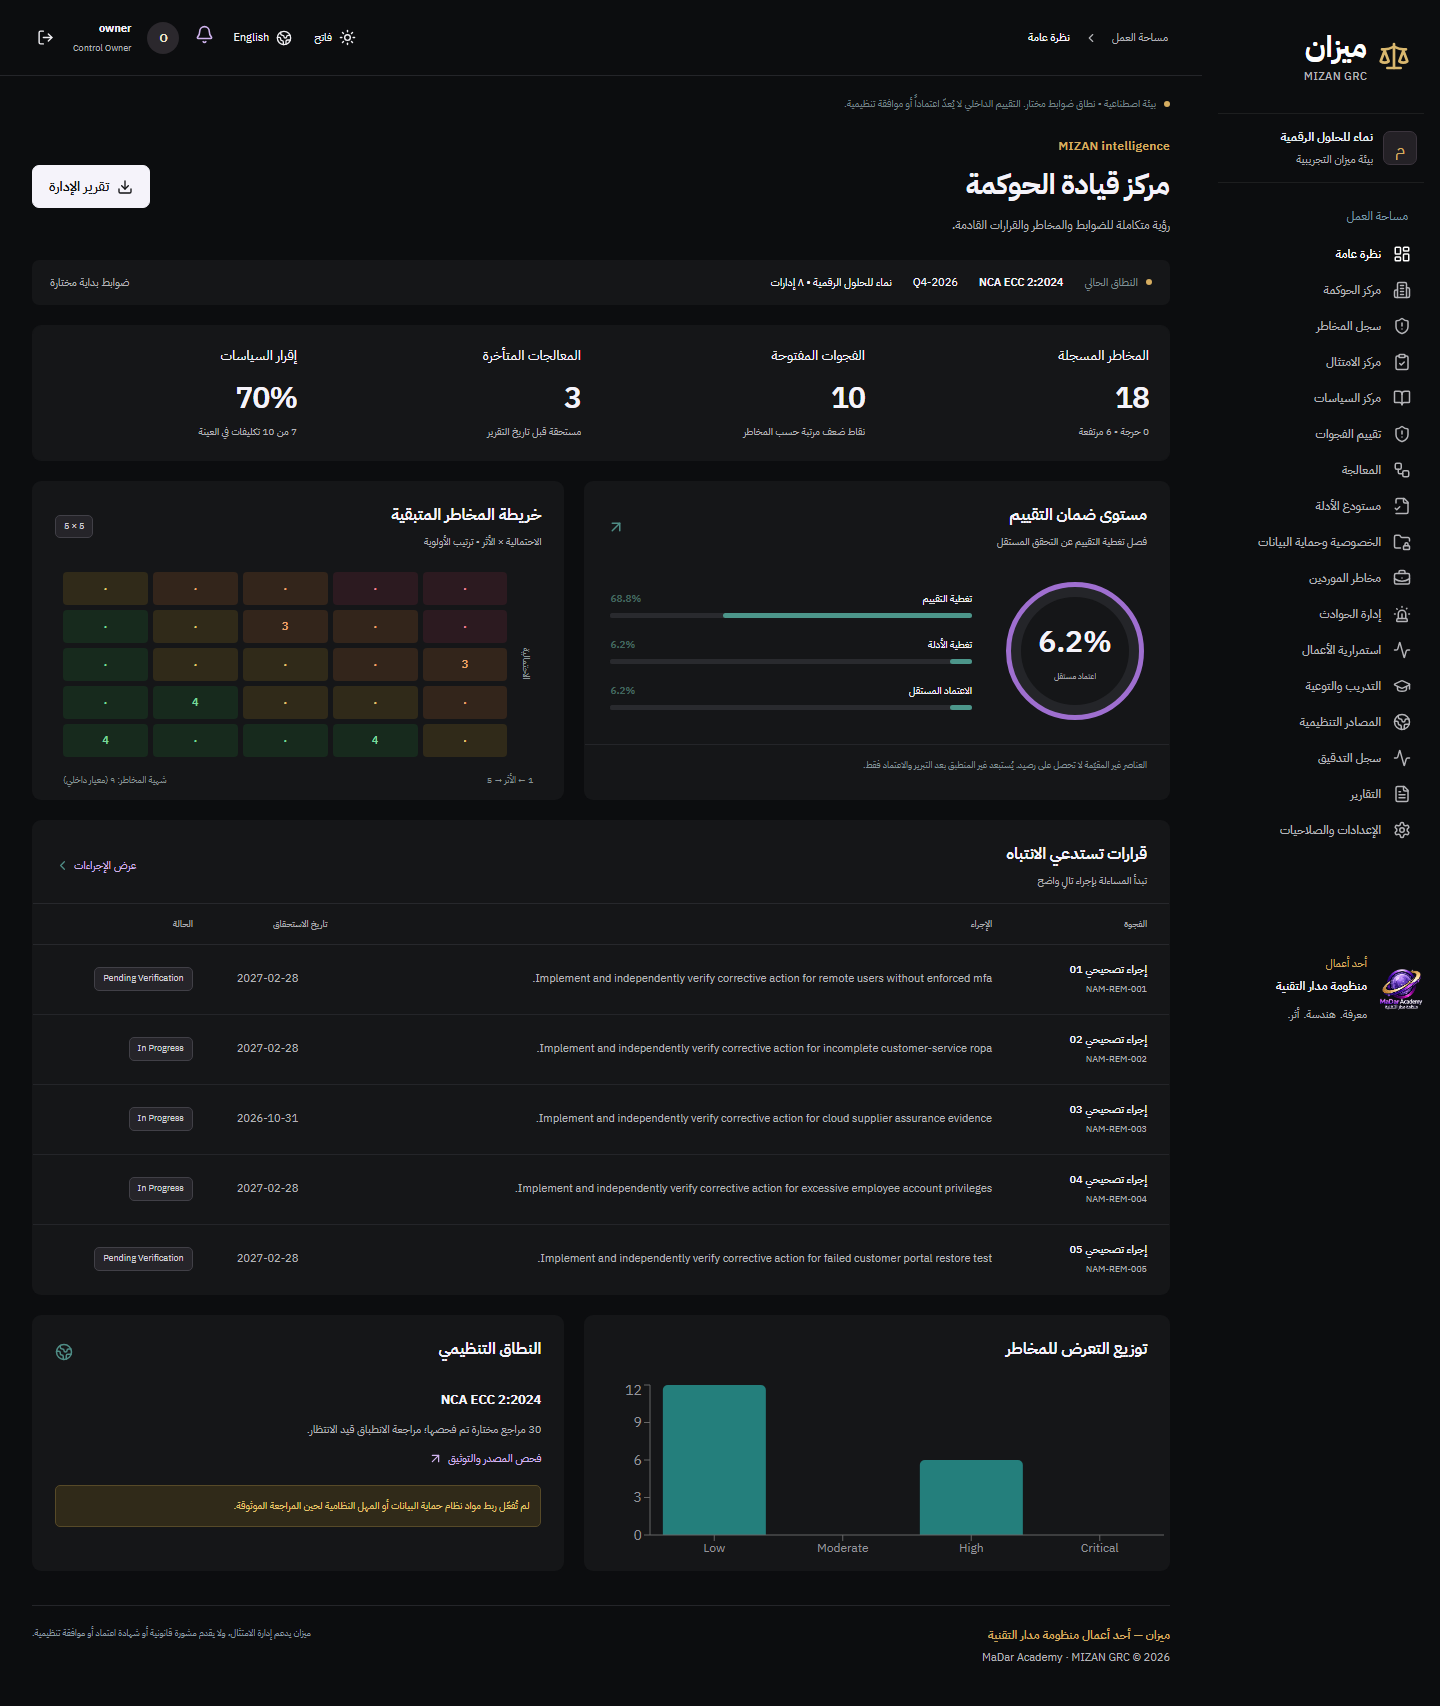 ميزان
MIZAN GRC
م
نماء للحلول الرقمية
بيئة ميزان التجريبية
مساحة العمل
نظرة عامة
مركز الحوكمة
سجل المخاطر
مركز الامتثال
مركز السياسات
تقييم الفجوات
المعالجة
مستودع الأدلة
الخصوصية وحماية البيانات
مخاطر الموردين
إدارة الحوادث
استمرارية الأعمال
التدريب والتوعية
المصادر التنظيمية
سجل التدقيق
التقارير
الإعدادات والصلاحيات
أحد أعمال
منظومة مدار التقنية
معرفة. هندسة. أثر.
MaDar Academy
مساحة العمل
نظرة عامة
فاتح
English
O
owner
Control Owner
بيئة اصطناعية • نطاق ضوابط مختار. التقييم الداخلي لا يُعدّ اعتماداً أو موافقة تنظيمية.
MIZAN intelligence
مركز قيادة الحوكمة
رؤية متكاملة للضوابط والمخاطر والقرارات القادمة.
تقرير الإدارة
النطاق الحالي
NCA ECC 2:2024
Q4-2026
نماء للحلول الرقمية • ٨ إدارات
ضوابط بداية مختارة
المخاطر المسجلة
18
0 حرجة • 6 مرتفعة
الفجوات المفتوحة
10
نقاط ضعف مرتبة حسب المخاطر
المعالجات المتأخرة
3
مستحقة قبل تاريخ التقرير
إقرار السياسات
70%
7 من 10 تكليفات في العينة
مستوى ضمان التقييم
فصل تغطية التقييم عن التحقق المستقل
6.2%
اعتماد مستقل
تغطية التقييم
68.8%
تغطية الأدلة
6.2%
الاعتماد المستقل
6.2%
العناصر غير المقيّمة لا تحصل على رصيد. يُستبعد غير المنطبق بعد التبرير والاعتماد فقط.
خريطة المخاطر المتبقية
الاحتمالية × الأثر • ترتيب الأولوية
5 × 5
3
3
4
4
4
الاحتمالية
1 ← الأثر → 5
شهية المخاطر: ٩ (معيار داخلي)
قرارات تستدعي الانتباه
تبدأ المساءلة بإجراء تالٍ واضح
عرض الإجراءات
الفجوة
الإجراء
تاريخ الاستحقاق
الحالة
إجراء تصحيحي 01
NAM-REM-001
Implement and independently verify corrective action for remote users without enforced mfa.
2027-02-28
Pending Verification
إجراء تصحيحي 02
NAM-REM-002
Implement and independently verify corrective action for incomplete customer-service ropa.
2027-02-28
In Progress
إجراء تصحيحي 03
NAM-REM-003
Implement and independently verify corrective action for cloud supplier assurance evidence.
2026-10-31
In Progress
إجراء تصحيحي 04
NAM-REM-004
Implement and independently verify corrective action for excessive employee account privileges.
2027-02-28
In Progress
إجراء تصحيحي 05
NAM-REM-005
Implement and independently verify corrective action for failed customer portal restore test.
2027-02-28
Pending Verification
توزيع التعرض للمخاطر
12
9
6
3
0
Low
Moderate
High
Critical
النطاق التنظيمي
NCA ECC 2:2024
30 مراجع مختارة تم فحصها؛ مراجعة الانطباق قيد الانتظار.
فحص المصدر والتوثيق
لم تُفعّل ربط مواد نظام حماية البيانات أو المهل النظامية لحين المراجعة الموثوقة.
ميزان — أحد أعمال منظومة مدار التقنية
MaDar Academy · MIZAN GRC © 2026
ميزان يدعم إدارة الامتثال، ولا يقدم مشورة قانونية أو شهادة اعتماد أو موافقة تنظيمية.